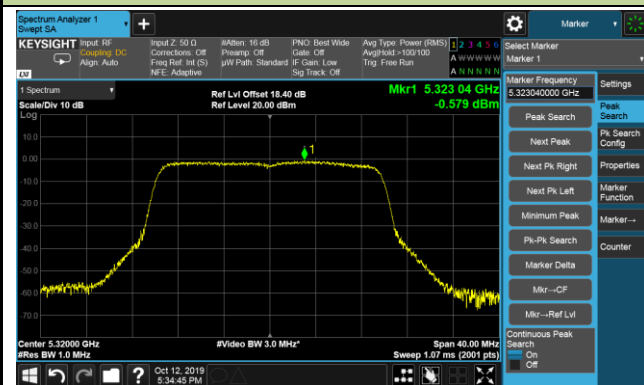 Spectrum Analyzer 1
Swept SA
Marker
KEYSIGHT
Input: RF
Coupling: DC
Align: Auto
Input Z: 50 Ω
Corrections: Off
Freq Ref: Int (S)
NFE: Adaptive
#Atten: 16 dB
Preamp: Off
µW Path: Standard
PNO: Best Wide
Gate: Off
IF Gain: Low
Sig Track: Off
Avg Type: Power (RMS)
Avg|Hold:>100/100
Trig: Free Run
1 2 3 4 5 6
A W W W W W
A N N N N N
LXI
Select Marker
Marker 1
1 Spectrum
Scale/Div 10 dB
Log
Ref Lvl Offset 18.40 dB
Ref Level 20.00 dBm
Mkr1 5.323 04 GHz
-0.579 dBm
10.0
0.00
-10.0
-20.0
-30.0
-40.0
-50.0
-60.0
-70.0
1
Center 5.32000 GHz
#Res BW 1.0 MHz
#Video BW 3.0 MHz*
Span 40.00 MHz
Sweep 1.07 ms (2001 pts)
Marker Frequency
5.323040000 GHz
Peak Search
Next Peak
Next Pk Right
Next Pk Left
Minimum Peak
Pk-Pk Search
Marker Delta
Mkr→CF
Mkr→Ref Lvl
Continuous Peak
Search
On
Off
Settings
Peak
Search
Pk Search
Config
Properties
Marker
Function
Marker→
Counter
Oct 12, 2019
5:34:45 PM